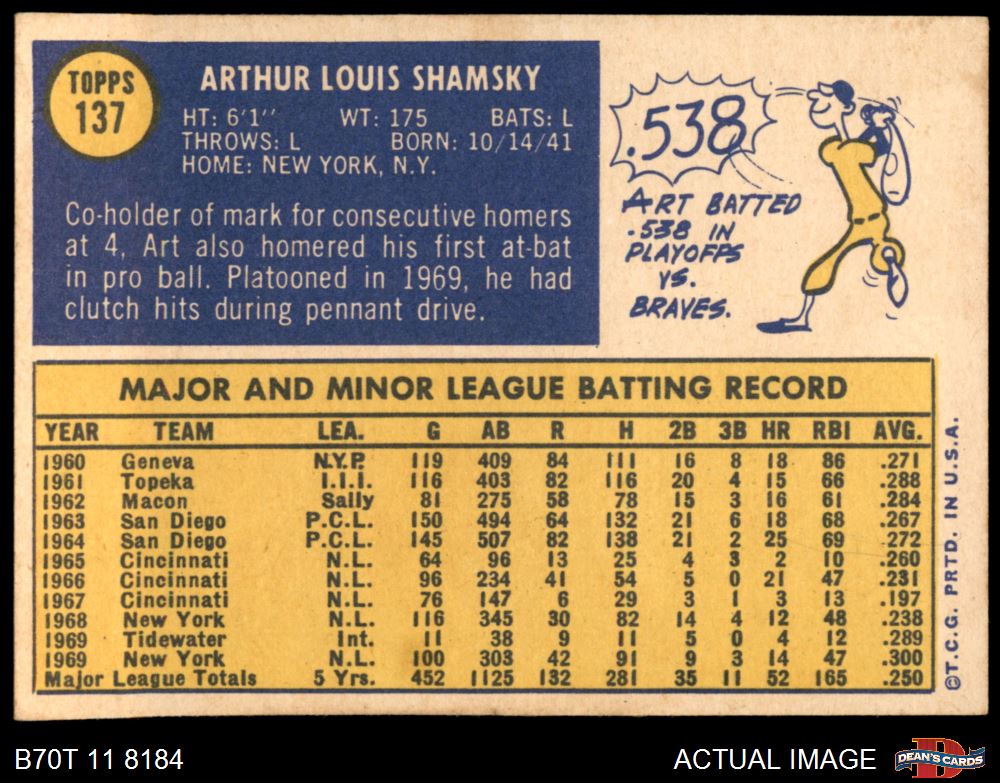 TOPPS
137
ARTHUR LOUIS SHAMSKY
HT: 6'1'' WT: 175 BATS: L
THROWS: L BORN: 10/14/41
HOME: NEW YORK, N.Y.
Co-holder of mark for consecutive homers
at 4, Art also homered his first at-bat
in pro ball. Platooned in 1969, he had
clutch hits during pennant drive.
.538
ART BATTED
.538 IN
PLAYOFFS
VS.
BRAVES.
MAJOR AND MINOR LEAGUE BATTING RECORD
YEAR TEAM LEA. G AB R H 2B 3B HR RBI AVG.
1960 Geneva N.Y.P. 119 409 84 111 16 8 18 86 .271
1961 Topeka I.I.I. 116 403 82 116 20 4 15 66 .288
1962 Macon Sally 81 275 58 78 15 3 16 61 .284
1963 San Diego P.C.L. 150 494 64 132 21 6 18 68 .267
1964 San Diego P.C.L. 145 507 82 138 21 2 25 69 .272
1965 Cincinnati N.L. 64 96 13 25 4 3 2 10 .260
1966 Cincinnati N.L. 96 234 41 54 5 0 21 47 .231
1967 Cincinnati N.L. 76 147 6 29 3 1 3 13 .197
1968 New York N.L. 116 345 30 82 14 4 12 48 .238
1969 Tidewater Int. 11 38 9 11 5 0 4 12 .289
1969 New York N.L. 100 303 42 91 9 3 14 47 .300
Major League Totals 5 Yrs. 452 1125 132 281 35 11 52 165 .250
©T.C.G. PRTD. IN U.S.A.
B70T 11 8184
ACTUAL IMAGE
D
DEAN'S CARDS